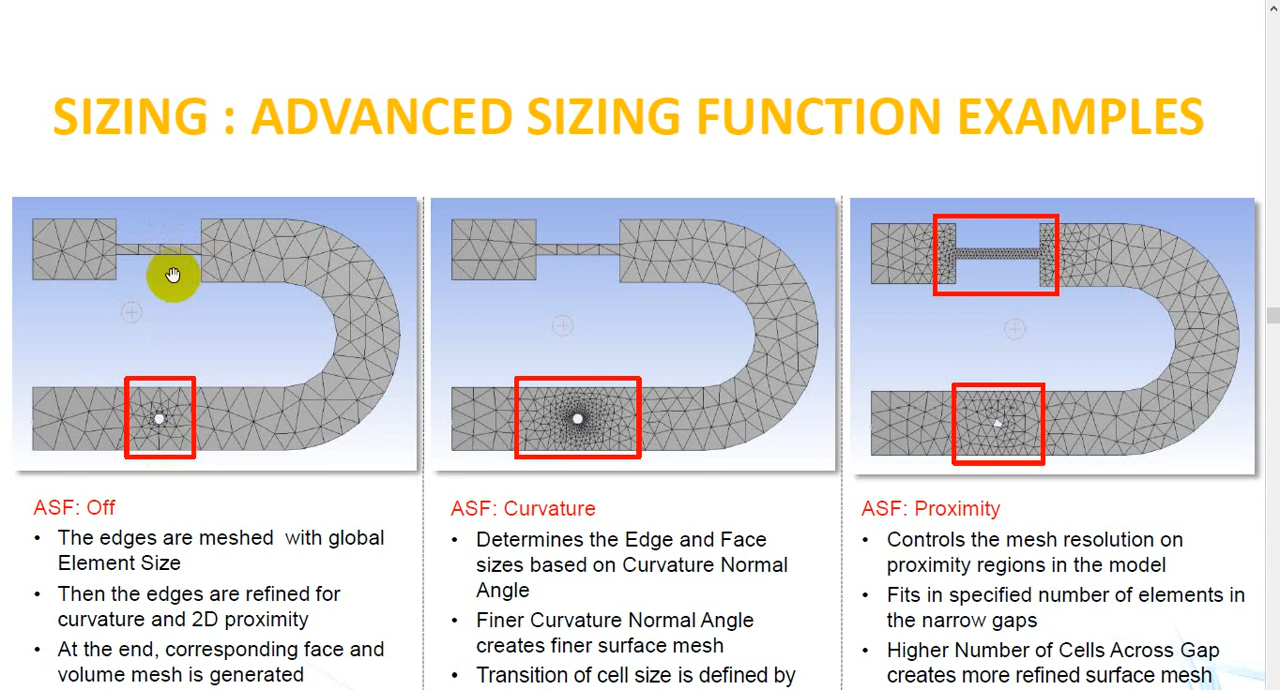 SIZING : ADVANCED SIZING FUNCTION EXAMPLES
ASF: Off
• The edges are meshed with global
Element Size
• Then the edges are refined for
curvature and 2D proximity
• At the end, corresponding face and
volume mesh is generated
ASF: Curvature
• Determines the Edge and Face
sizes based on Curvature Normal
Angle
• Finer Curvature Normal Angle
creates finer surface mesh
• Transition of cell size is defined by
ASF: Proximity
• Controls the mesh resolution on
proximity regions in the model
• Fits in specified number of elements in
the narrow gaps
• Higher Number of Cells Across Gap
creates more refined surface mesh